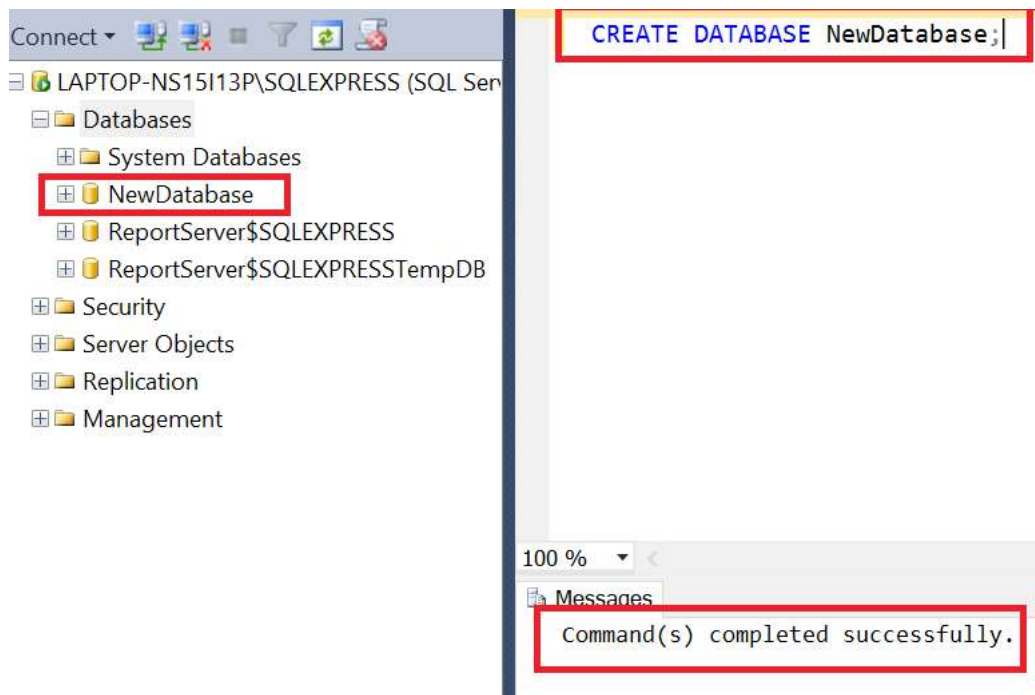 Connect
LAPTOP-NS15I13P\SQLEXPRESS (SQL Ser
Databases
System Databases
NewDatabase
ReportServer$SQLEXPRESS
ReportServer$SQLEXPRESSTempDB
Security
Server Objects
Replication
Management
CREATE DATABASE NewDatabase;
100 %
Messages
Command(s) completed successfully.